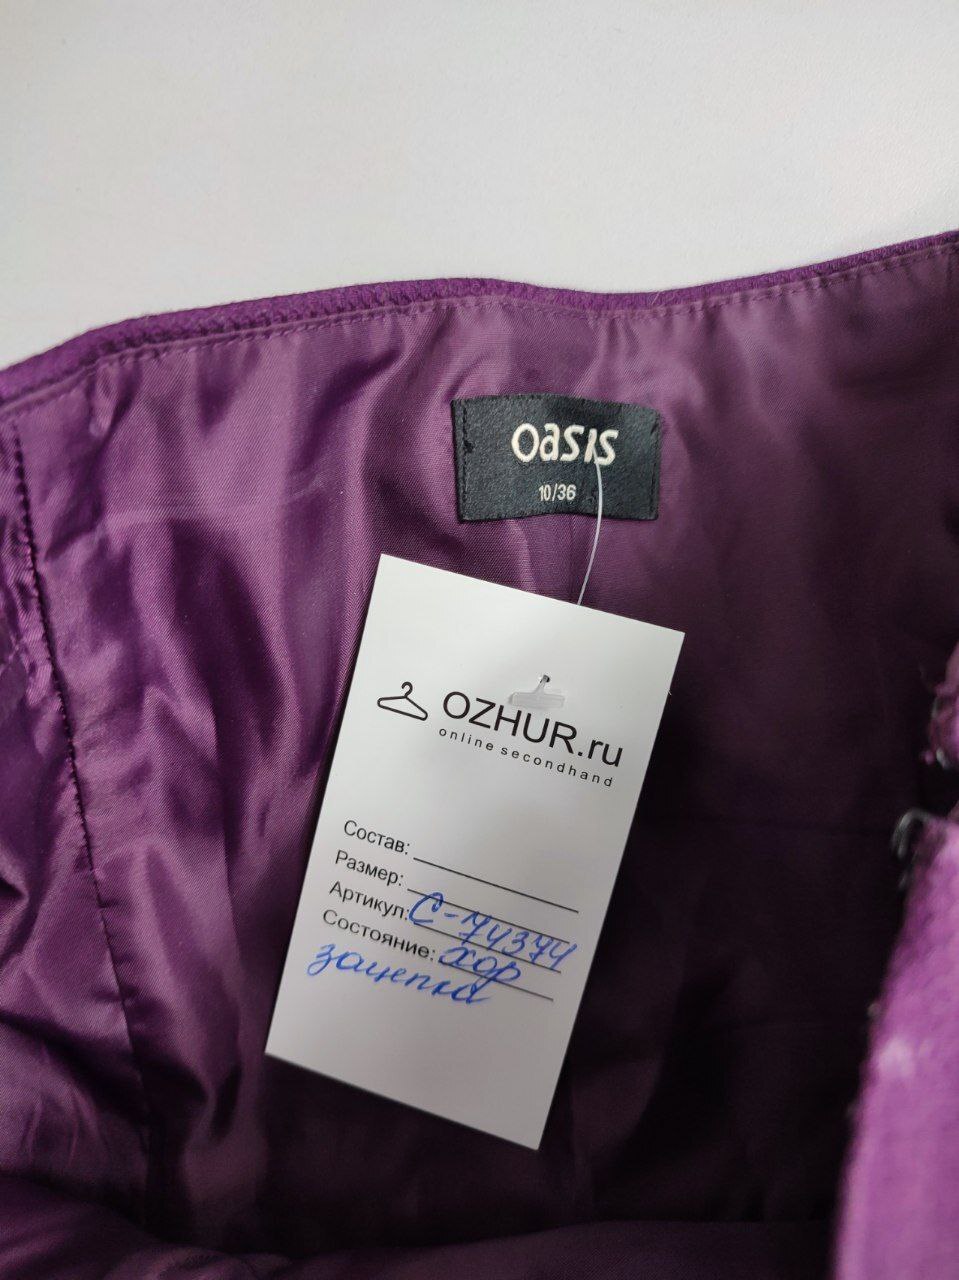 oasis
10/36
OZHUR.ru
online secondhand
Состав:
Размер:
Артикул: С-74374
Состояние: хор
зацепка